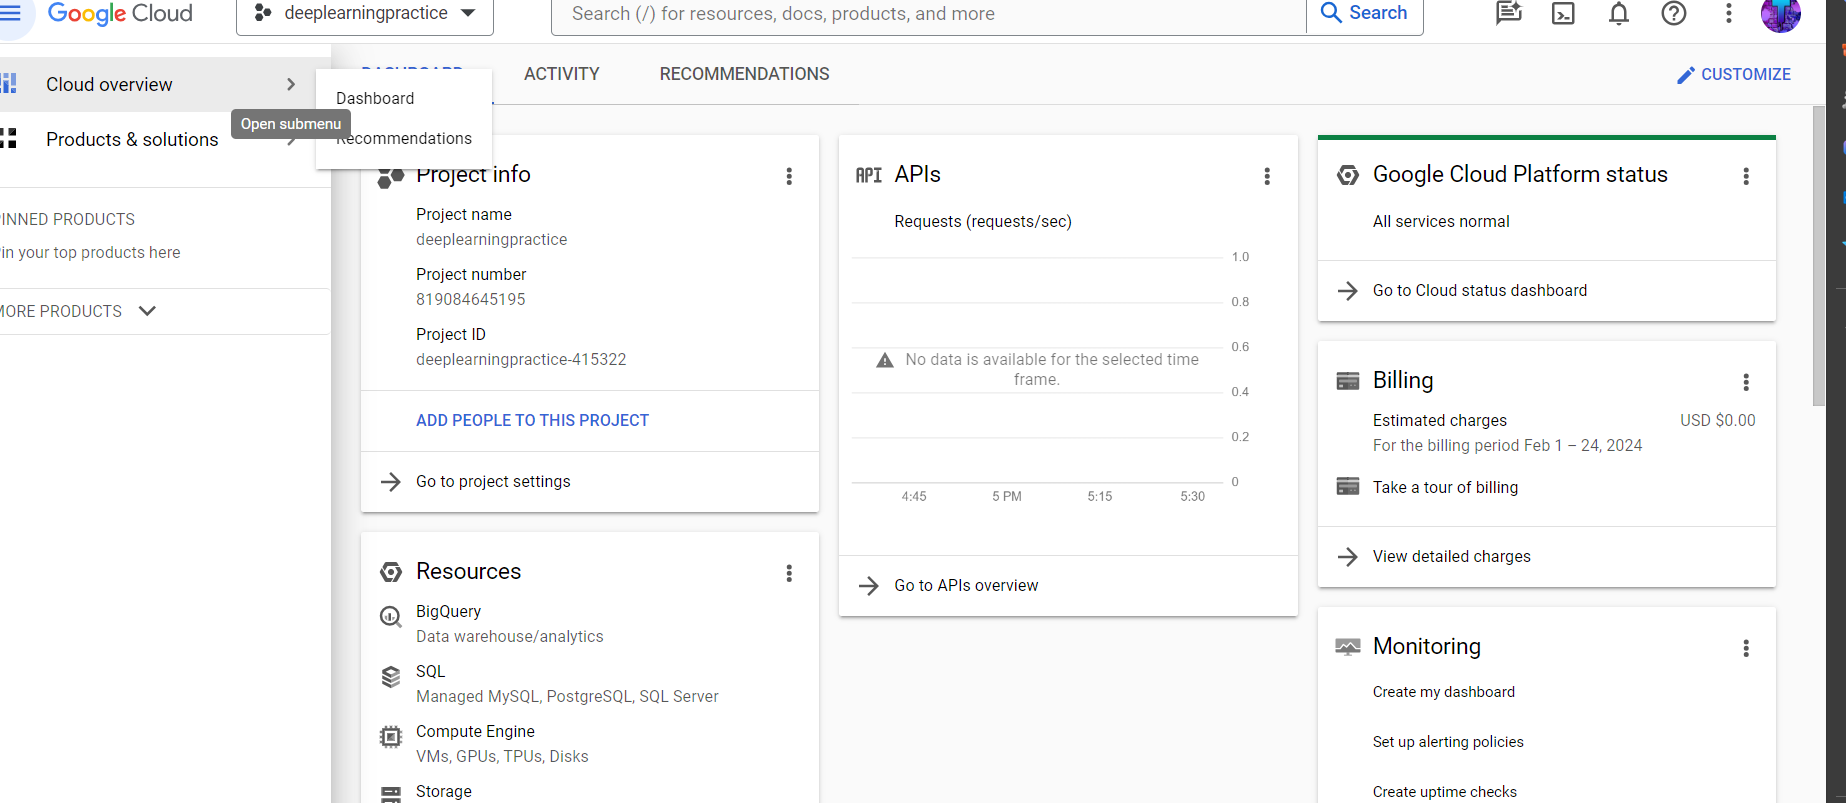 Google Cloud
deeplearningpractice
Search (/) for resources, docs, products, and more
Search
Cloud overview
Products & solutions
Open submenu
Dashboard
Recommendations
INNED PRODUCTS
in your top products here
MORE PRODUCTS
DASHBOARD
ACTIVITY
RECOMMENDATIONS
CUSTOMIZE
Project info
Project name
deeplearningpractice
Project number
819084645195
Project ID
deeplearningpractice-415322
ADD PEOPLE TO THIS PROJECT
Go to project settings
Resources
BigQuery
Data warehouse/analytics
SQL
Managed MySQL, PostgreSQL, SQL Server
Compute Engine
VMs, GPUs, TPUs, Disks
Storage
API APIs
Requests (requests/sec)
1.0
0.8
0.6
No data is available for the selected time
frame.
0.4
0.2
0
4:45 5 PM 5:15 5:30
Go to APIs overview
Google Cloud Platform status
All services normal
Go to Cloud status dashboard
Billing
Estimated charges USD $0.00
For the billing period Feb 1 – 24, 2024
Take a tour of billing
View detailed charges
Monitoring
Create my dashboard
Set up alerting policies
Create uptime checks